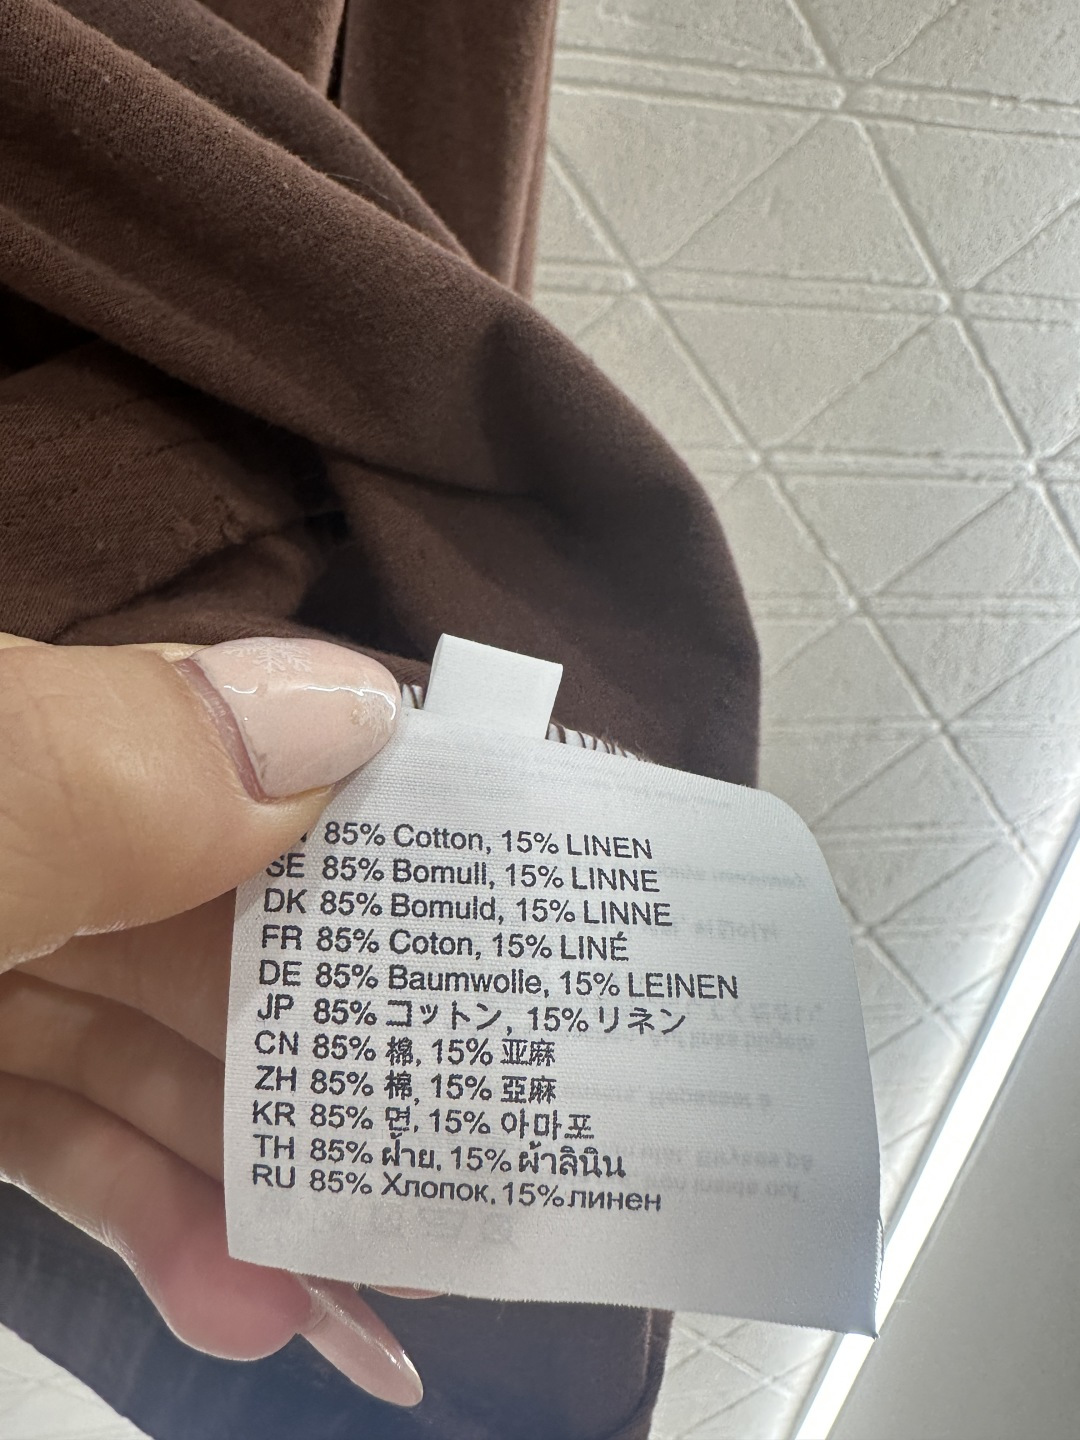 85% Cotton, 15% LINEN
SE 85% Bomull, 15% LINNE
DK 85% Bomuld, 15% LINNE
FR 85% Coton, 15% LINÉ
DE 85% Baumwolle, 15% LEINEN
JP 85% コットン, 15% リネン
CN 85% 棉, 15% 亚麻
ZH 85% 棉, 15% 亞麻
KR 85% 면, 15% 아마포
TH 85% ฝ้าย, 15% ผ้าลินิน
RU 85% Хлопок, 15% линен